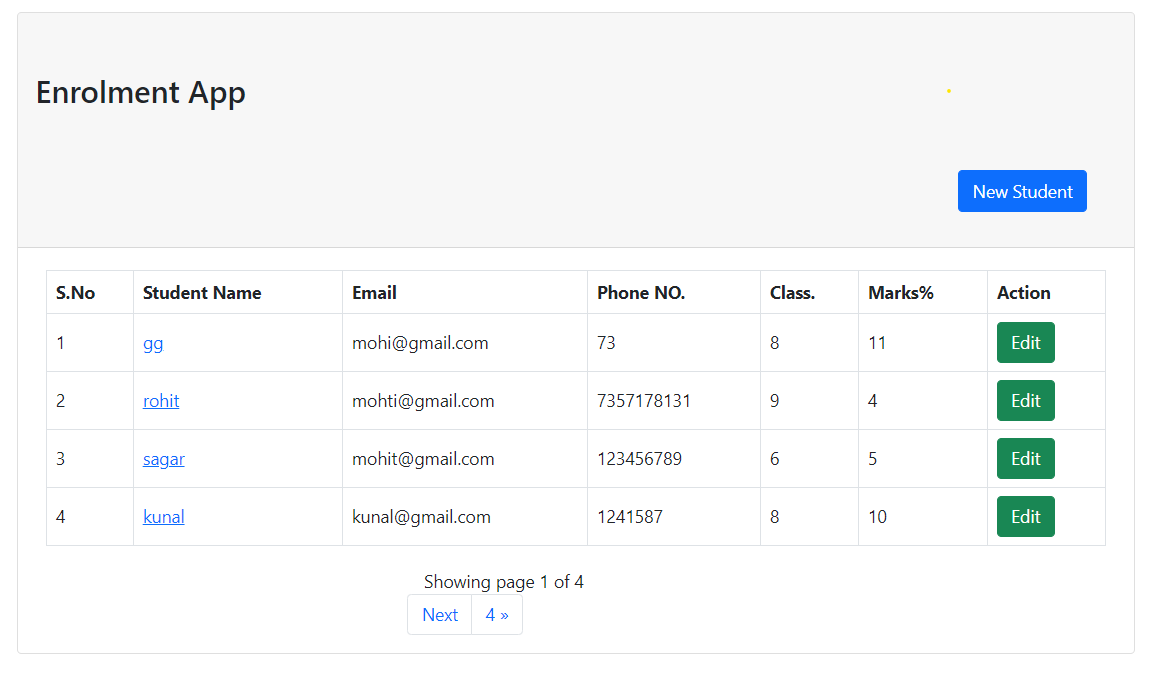 Enrolment App
New Student
S.No Student Name Email Phone NO. Class. Marks% Action
1 gg mohi@gmail.com 73 8 11 Edit
2 rohit mohti@gmail.com 7357178131 9 4 Edit
3 sagar mohit@gmail.com 123456789 6 5 Edit
4 kunal kunal@gmail.com 1241587 8 10 Edit
Showing page 1 of 4
Next 4 »